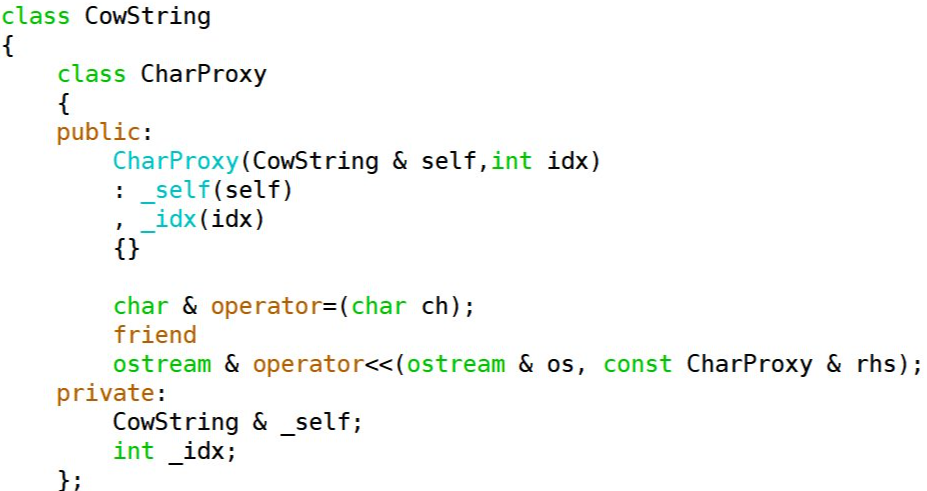 class CowString
{
    class CharProxy
    {
    public:
        CharProxy(CowString & self,int idx)
        : _self(self)
        , _idx(idx)
        {}

        char & operator=(char ch);
        friend
        ostream & operator<<(ostream & os, const CharProxy & rhs);
    private:
        CowString & _self;
        int _idx;
    };